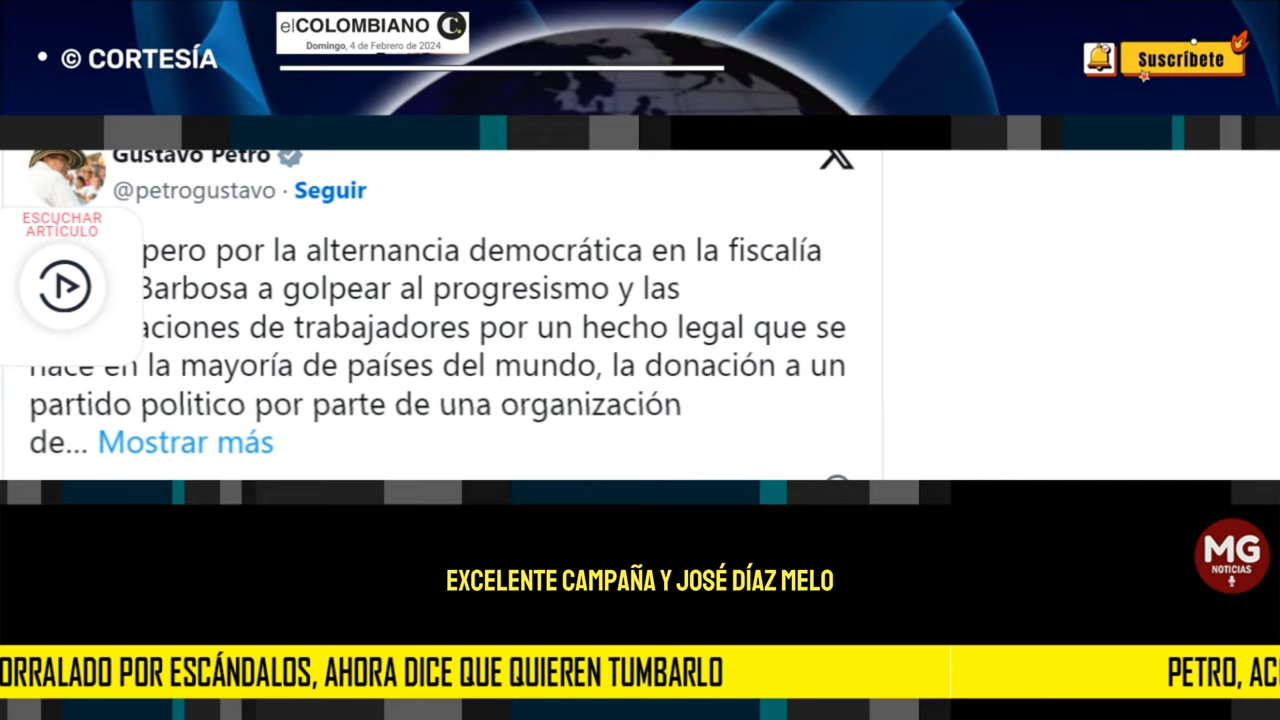 elCOLOMBIANO C.
Domingo, 4 de Febrero de 2024
• © CORTESÍA
Suscríbete
Gustavo Petro
@petrogustavo · Seguir
ESCUCHAR
ARTÍCULO
pero por la alternancia democrática en la fiscalía
Barbosa a golpear al progresismo y las
aciones de trabajadores por un hecho legal que se
hace en la mayoría de países del mundo, la donación a un
partido politico por parte de una organización
de... Mostrar más
MG
NOTICIAS
EXCELENTE CAMPAÑA Y JOSÉ DÍAZ MELO
ORRALADO POR ESCÁNDALOS, AHORA DICE QUE QUIEREN TUMBARLO
PETRO, AC